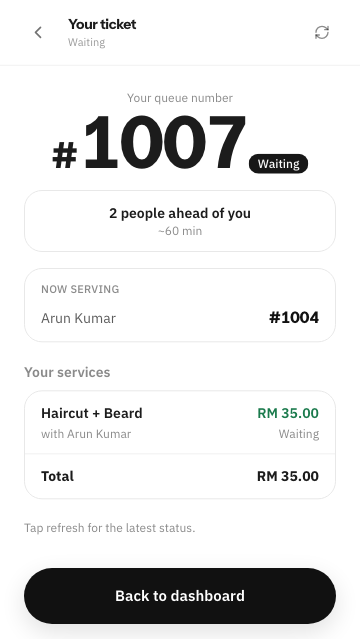 Your ticket
Waiting
Your queue number
#1007 Waiting
2 people ahead of you
~60 min
NOW SERVING
Arun Kumar #1004
Your services
Haircut + Beard RM 35.00
with Arun Kumar Waiting
Total RM 35.00
Tap refresh for the latest status.
Back to dashboard